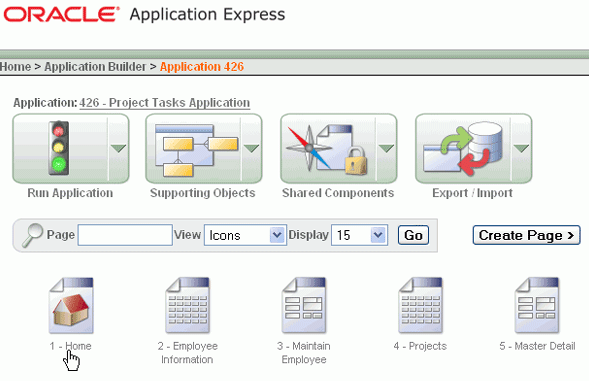 ORACLE® Application Express
Home > Application Builder > Application 426
Application: 426 - Project Tasks Application
Run Application Supporting Objects Shared Components Export / Import
Page View Icons Display 15 Go Create Page >
1 - Home 2 - Employee 3 - Maintain 4 - Projects 5 - Master Detail
Information Employee